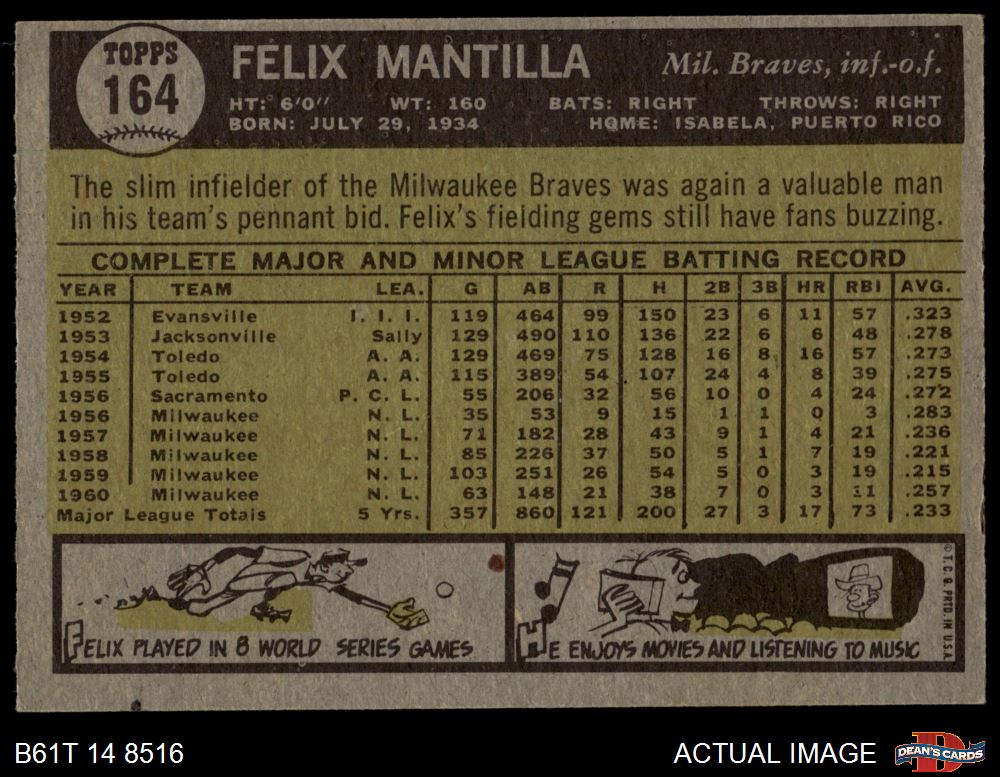 TOPPS
164
FELIX MANTILLA
Mil. Braves, inf.-o.f.
HT: 6'0" WT: 160 BATS: RIGHT THROWS: RIGHT
BORN: JULY 29, 1934 HOME: ISABELA, PUERTO RICO
The slim infielder of the Milwaukee Braves was again a valuable man
in his team's pennant bid. Felix's fielding gems still have fans buzzing.
COMPLETE MAJOR AND MINOR LEAGUE BATTING RECORD
YEAR TEAM LEA. G AB R H 2B 3B HR RBI AVG.
1952 Evansville I. I. I. 119 464 99 150 23 6 11 57 .323
1953 Jacksonville Sally 129 490 110 136 22 6 6 48 .278
1954 Toledo A. A. 129 469 75 128 16 8 16 57 .273
1955 Toledo A. A. 115 389 54 107 24 4 8 39 .275
1956 Sacramento P. C. L. 55 206 32 56 10 0 4 24 .272
1956 Milwaukee N. L. 35 53 9 15 1 1 0 3 .283
1957 Milwaukee N. L. 71 182 28 43 9 1 4 21 .236
1958 Milwaukee N. L. 85 226 37 50 5 1 7 19 .221
1959 Milwaukee N. L. 103 251 26 54 5 0 3 19 .215
1960 Milwaukee N. L. 63 148 21 38 7 0 3 11 .257
Major League Totals 5 Yrs. 357 860 121 200 27 3 17 73 .233
FELIX PLAYED IN 8 WORLD SERIES GAMES
HE ENJOYS MOVIES AND LISTENING TO MUSIC
© T. C. G. PRTD. IN U.S.A.
B61T 14 8516
ACTUAL IMAGE
DEAN'S CARDS